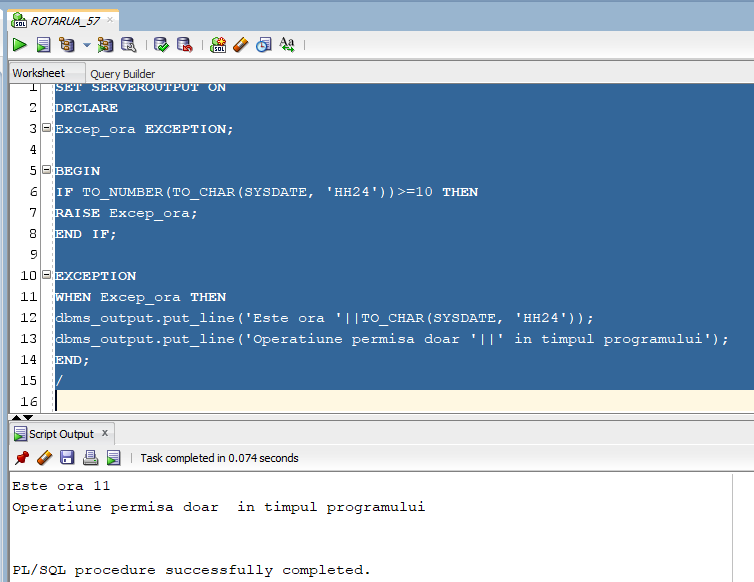 ROTARUA_57
Worksheet Query Builder
1 SET SERVEROUTPUT ON
2 DECLARE
3 Excep_ora EXCEPTION;
4
5 BEGIN
6 IF TO_NUMBER(TO_CHAR(SYSDATE, 'HH24'))>=10 THEN
7 RAISE Excep_ora;
8 END IF;
9
10 EXCEPTION
11 WHEN Excep_ora THEN
12 dbms_output.put_line('Este ora '||TO_CHAR(SYSDATE, 'HH24'));
13 dbms_output.put_line('Operatiune permisa doar '||' in timpul programului');
14 END;
15 /
16
Script Output x
Task completed in 0.074 seconds
Este ora 11
Operatiune permisa doar  in timpul programului
PL/SQL procedure successfully completed.